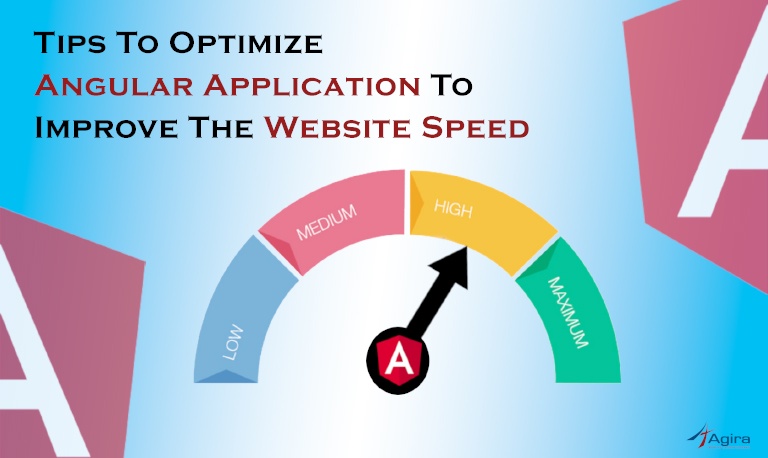 Tips To Optimize
Angular Application To
Improve The Website Speed
LOW
MEDIUM
HIGH
MAXIMUM
A
A
A
Agira